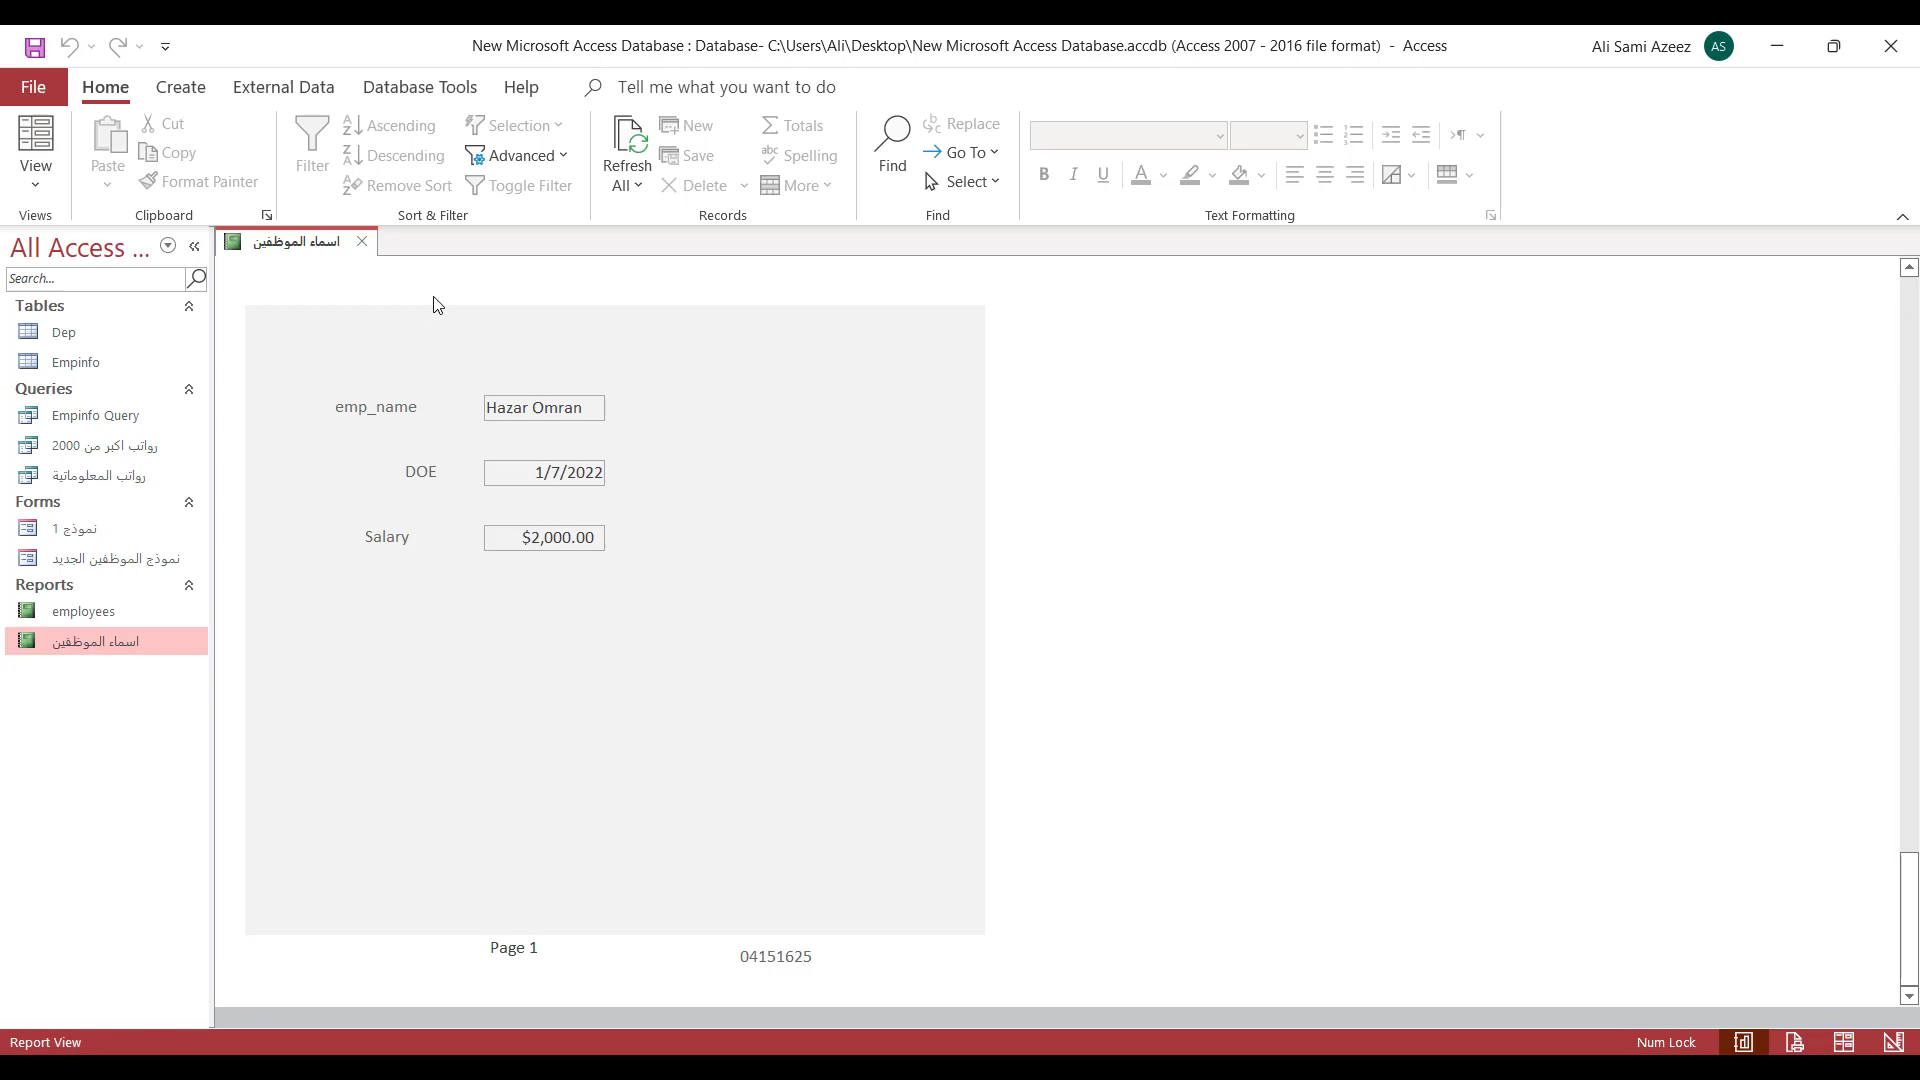 New Microsoft Access Database : Database- C:\Users\Ali\Desktop\New Microsoft Access Database.accdb (Access 2007 - 2016 file format) - Access
Ali Sami Azeez
AS
File
Home
Create
External Data
Database Tools
Help
Tell me what you want to do
View
Views
Paste
Cut
Copy
Format Painter
Clipboard
Filter
Ascending
Descending
Remove Sort
Selection
Advanced
Toggle Filter
Sort & Filter
Refresh
All
New
Save
Delete
Totals
Spelling
More
Records
Find
Replace
Go To
Select
Find
B
I
U
Text Formatting
All Access ...
Search...
Tables
Dep
Empinfo
Queries
Empinfo Query
رواتب اكبر من 2000
رواتب المعلوماتية
Forms
نموذج 1
نموذج الموظفين الجديد
Reports
employees
اسماء الموظفين
اسماء الموظفين
emp_name
Hazar Omran
DOE
1/7/2022
Salary
$2,000.00
Page 1
04151625
Report View
Num Lock